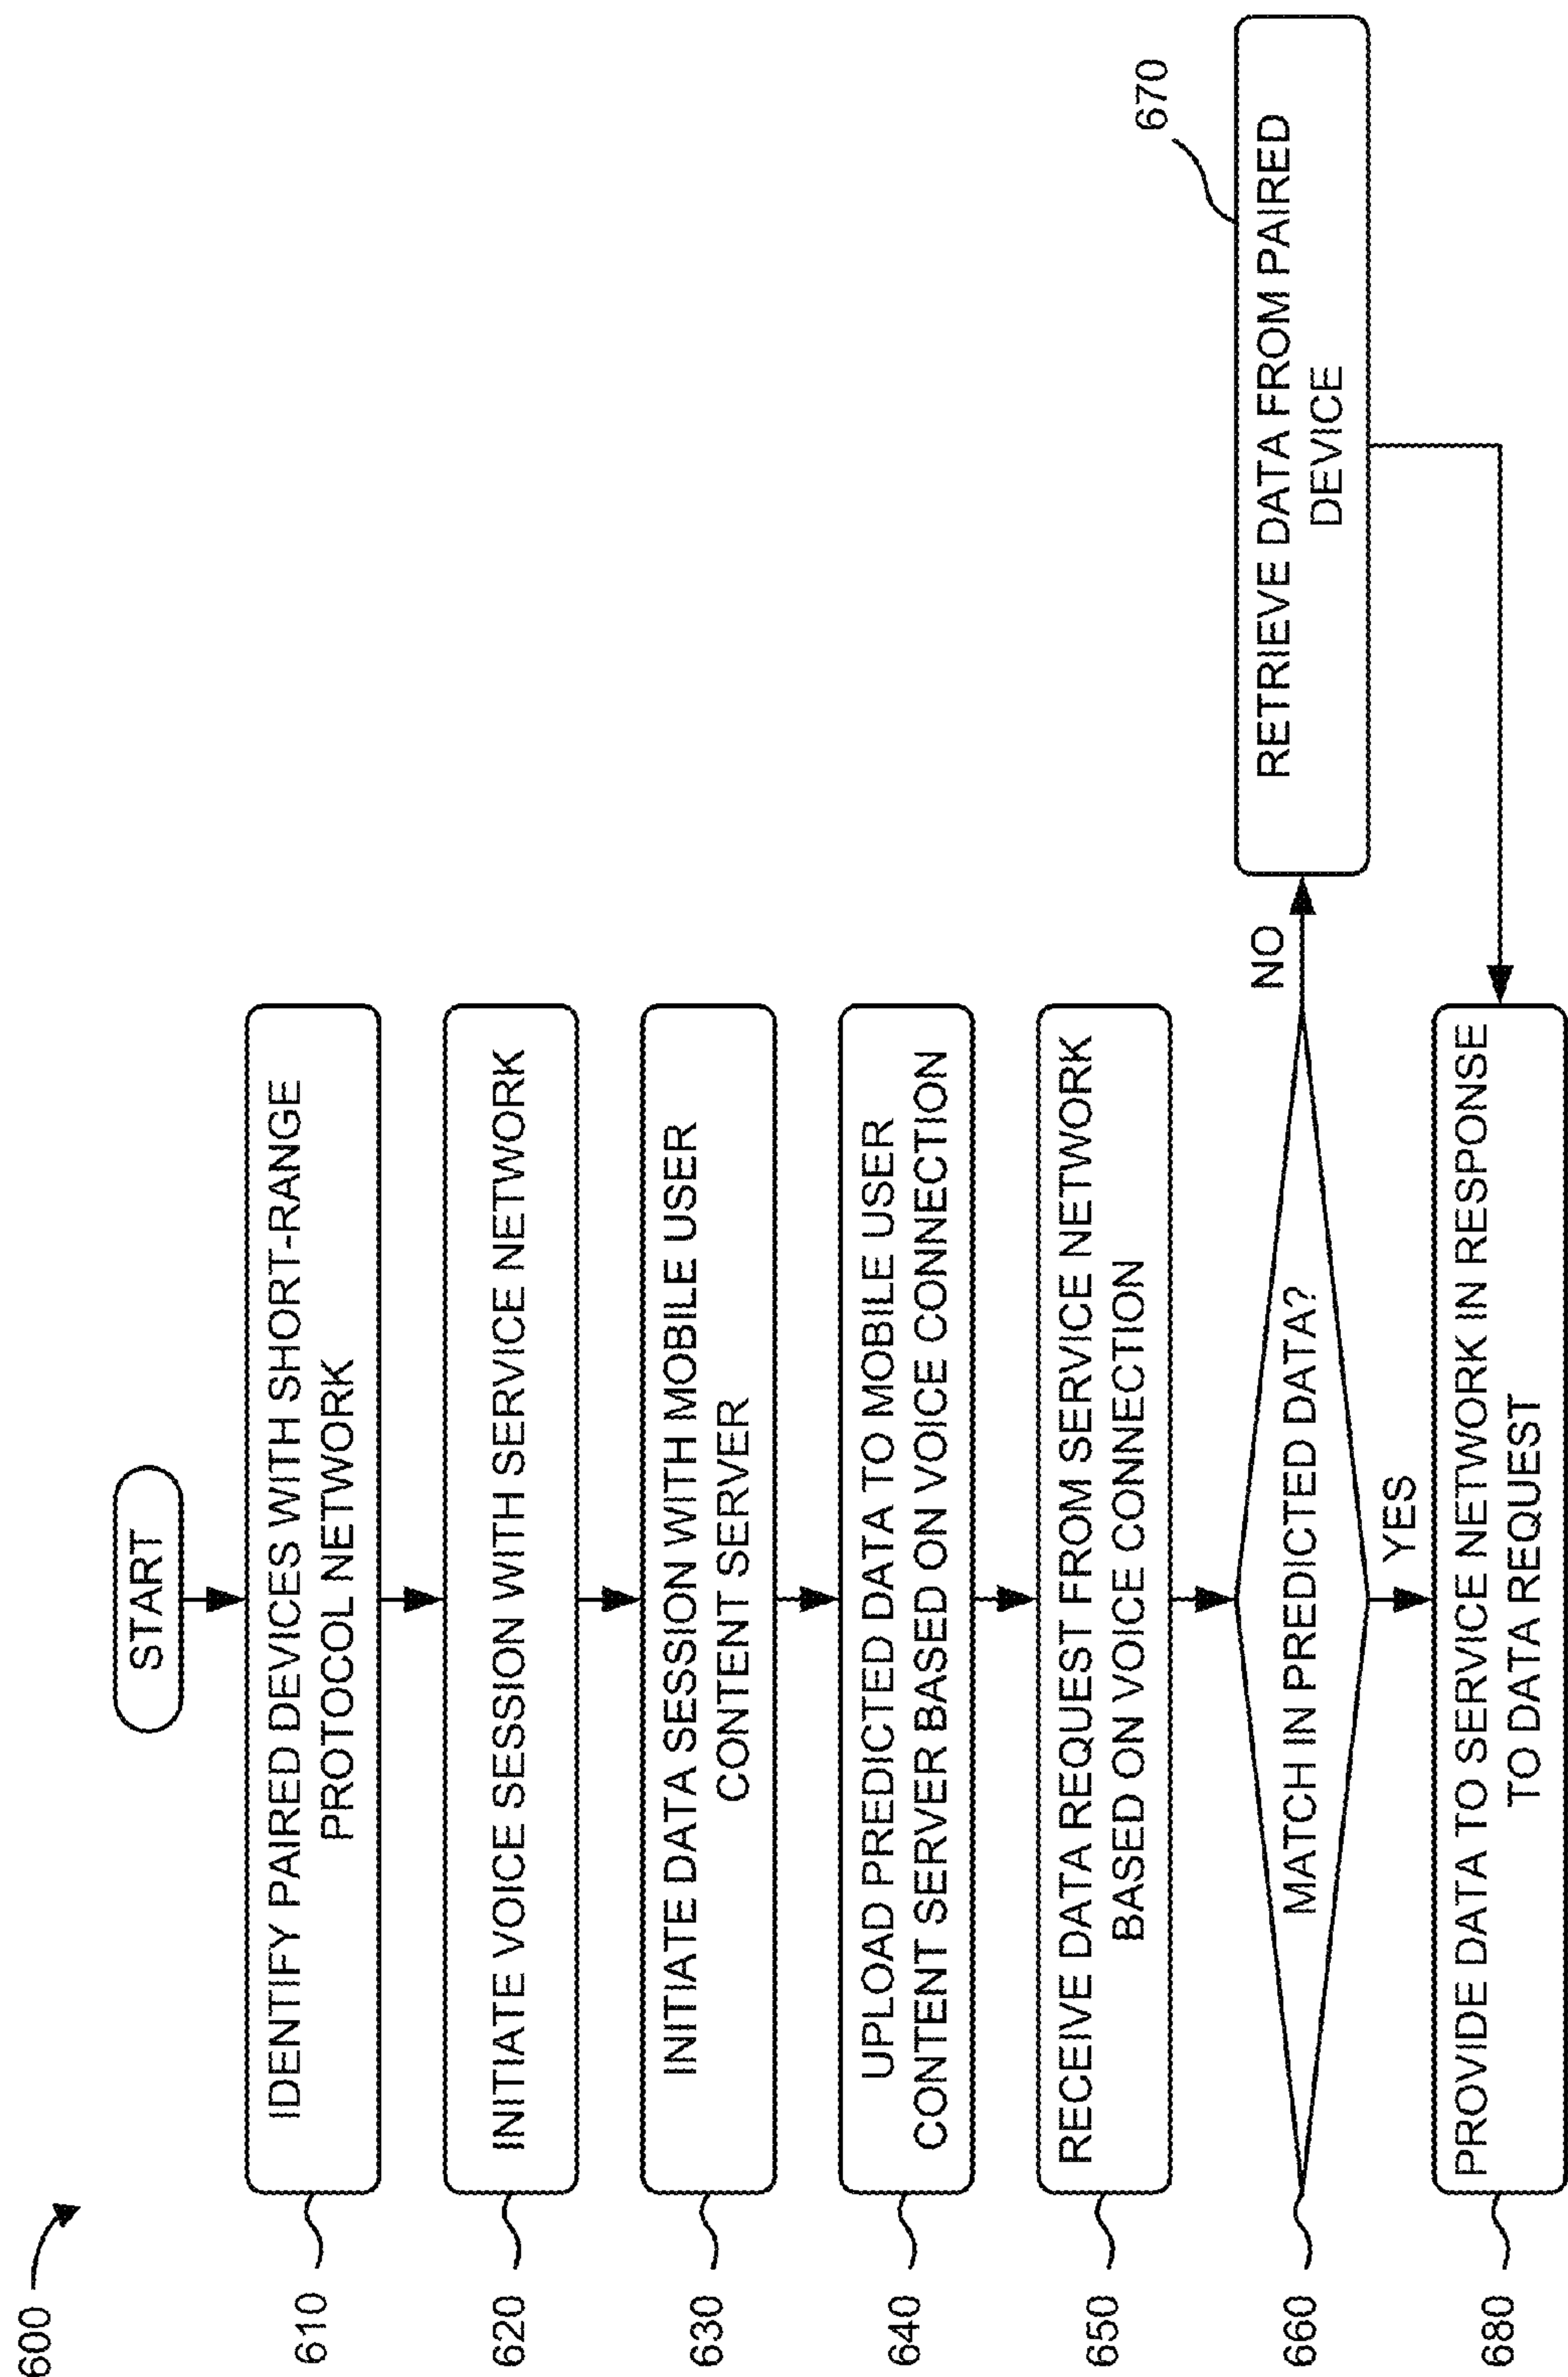 600
START
610
IDENTIFY PAIRED DEVICES WITH SHORT-RANGE
PROTOCOL NETWORK
620
INITIATE VOICE SESSION WITH SERVICE NETWORK
630
INITIATE DATA SESSION WITH MOBILE USER
CONTENT SERVER
640
UPLOAD PREDICTED DATA TO MOBILE USER
CONTENT SERVER BASED ON VOICE CONNECTION
650
RECEIVE DATA REQUEST FROM SERVICE NETWORK
BASED ON VOICE CONNECTION
660
MATCH IN PREDICTED DATA?
NO
670
RETRIEVE DATA FROM PAIRED
DEVICE
YES
680
PROVIDE DATA TO SERVICE NETWORK IN RESPONSE
TO DATA REQUEST